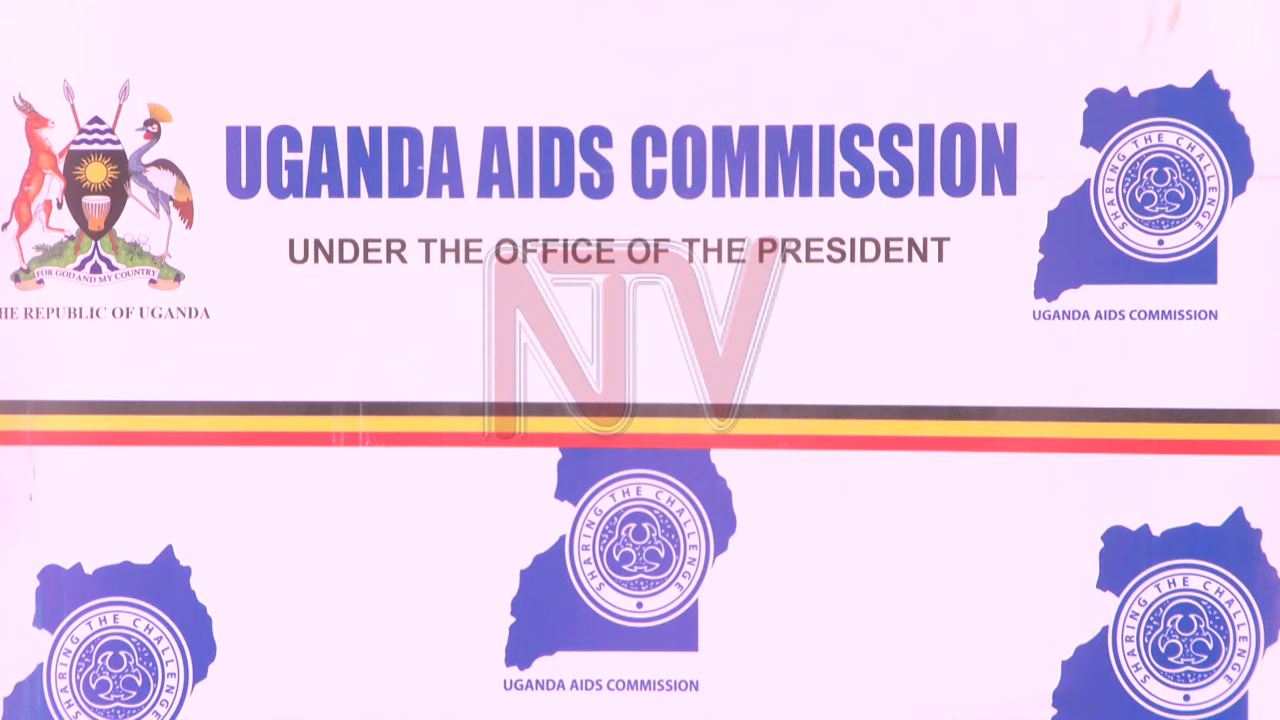 UGANDA AIDS COMMISSION
UNDER THE OFFICE OF THE PRESIDENT
FOR GOD AND MY COUNTRY
HE REPUBLIC OF UGANDA
SHARING THE CHALLENGE
UGANDA AIDS COMMISSION
NTV
SHARING THE CHALLENGE
UGANDA AIDS COMMISSION
SHARING THE CHALLENGE
SHARING THE CHALLENGE